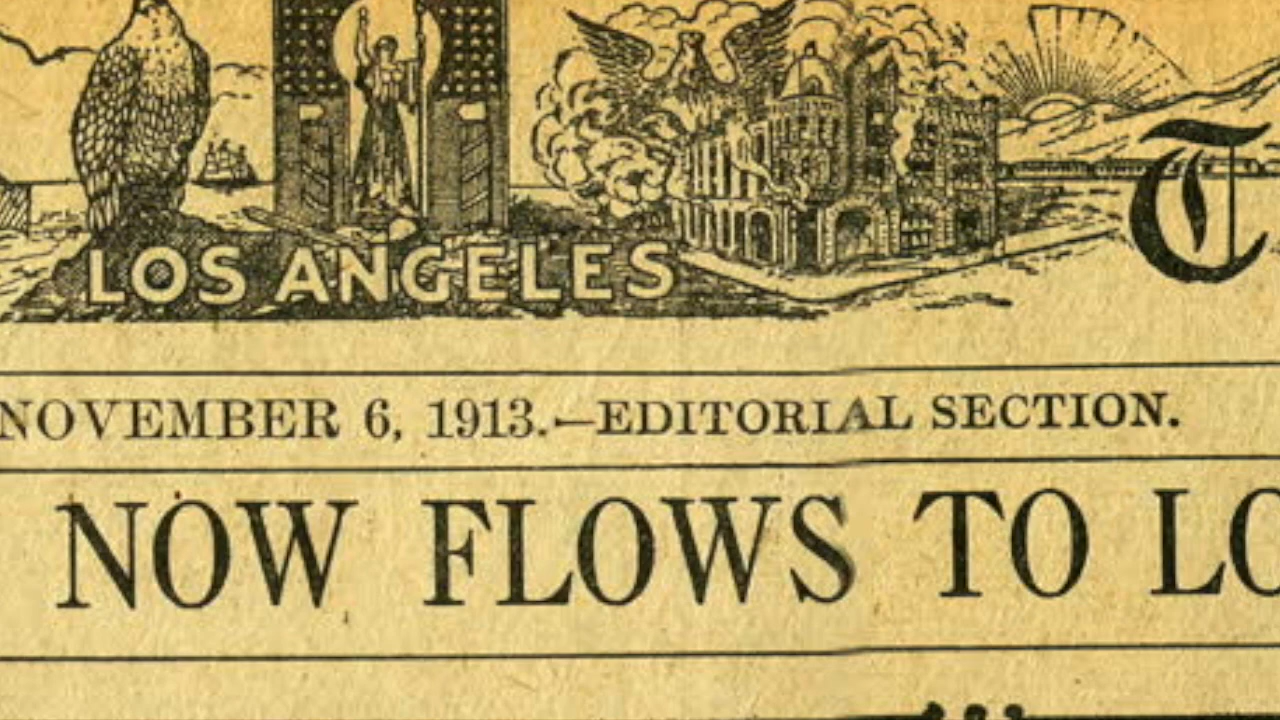 LOS ANGELES T
NOVEMBER 6, 1913.—EDITORIAL SECTION.
NOW FLOWS TO LO